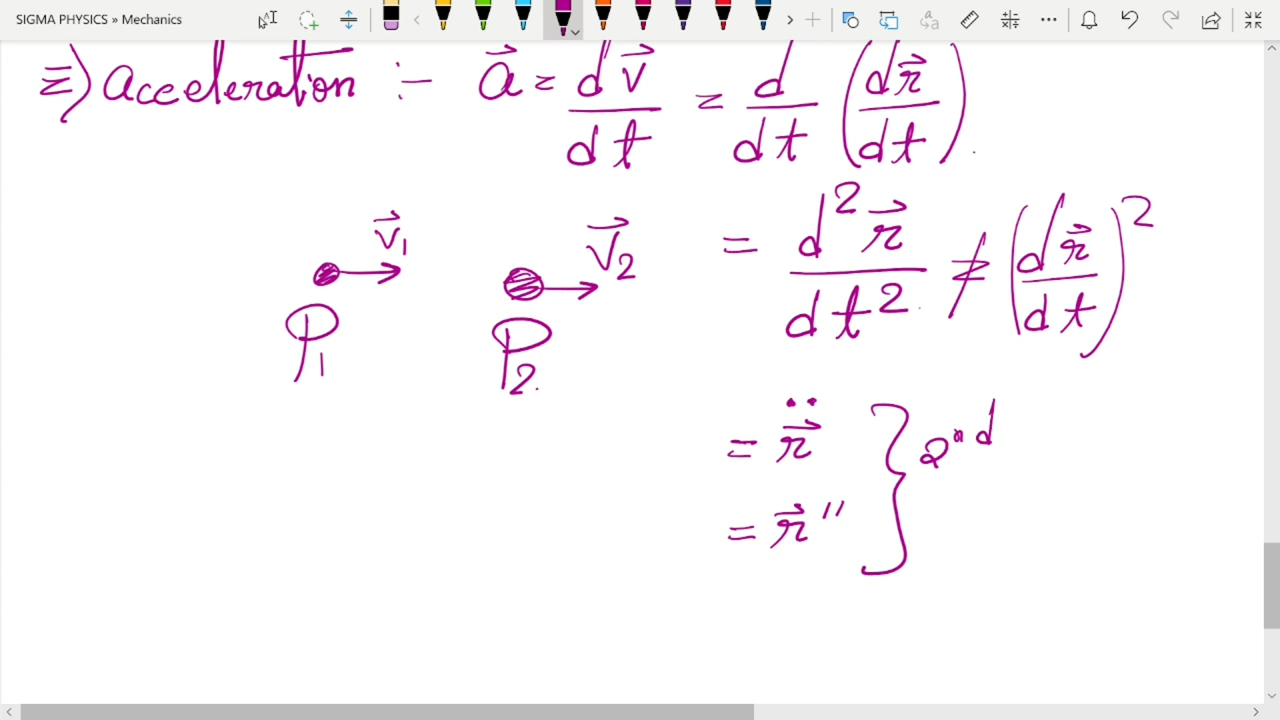 SIGMA PHYSICS » Mechanics
Acceleration :- a⃗ = dv⃗/dt = d/dt (dr⃗/dt).
= d²r⃗/dt² ≠ (dr⃗/dt)²
v⃗₁ v⃗₂
P₁ P₂.
= r⃗̈
= r⃗'' } 2nd